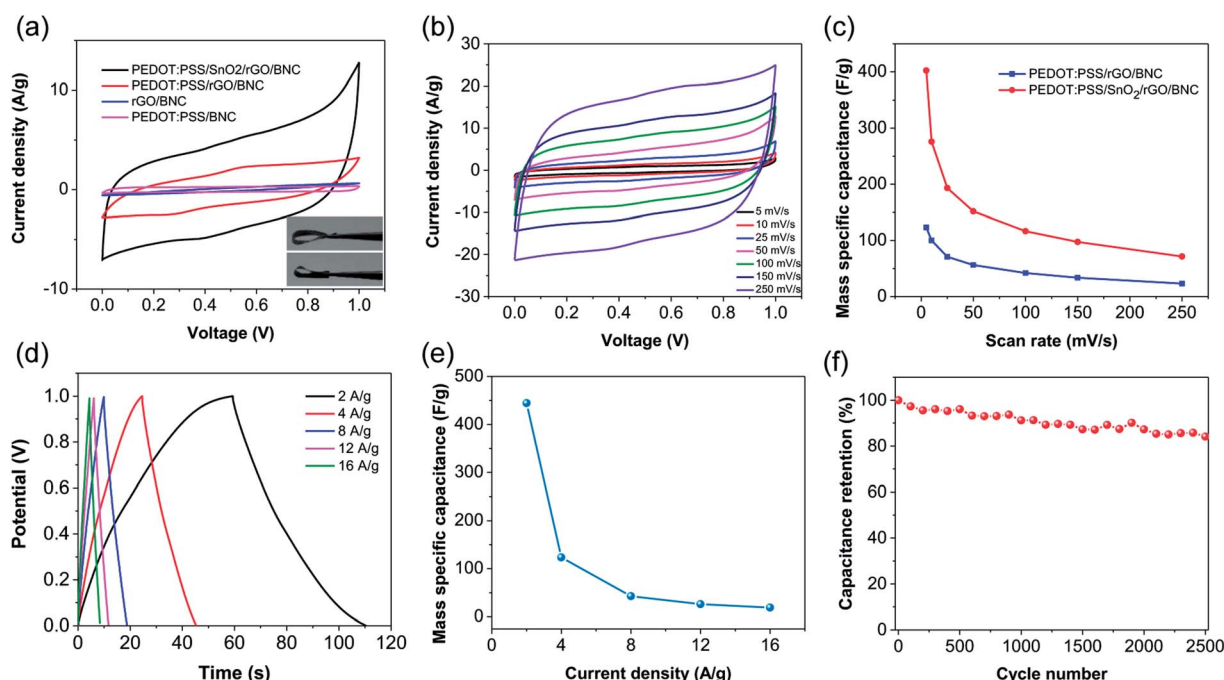 (a)
Current density (A/g)
10
0
-10
PEDOT:PSS/SnO2/rGO/BNC
PEDOT:PSS/rGO/BNC
rGO/BNC
PEDOT:PSS/BNC
0.0 0.2 0.4 0.6 0.8 1.0
Voltage (V)
(b)
Current density (A/g)
30
20
10
0
-10
-20
-30
5 mV/s
10 mV/s
25 mV/s
50 mV/s
100 mV/s
150 mV/s
250 mV/s
0.0 0.2 0.4 0.6 0.8 1.0
Voltage (V)
(c)
Mass specific capacitance (F/g)
400
300
200
100
0
PEDOT:PSS/rGO/BNC
PEDOT:PSS/SnO₂/rGO/BNC
0 50 100 150 200 250
Scan rate (mV/s)
(d)
Potential (V)
1.0
0.8
0.6
0.4
0.2
0.0
2 A/g
4 A/g
8 A/g
12 A/g
16 A/g
0 20 40 60 80 100 120
Time (s)
(e)
Mass specific capacitance (F/g)
500
400
300
200
100
0
0 4 8 12 16
Current density (A/g)
(f)
Capacitance retention (%)
100
80
60
40
20
0
0 500 1000 1500 2000 2500
Cycle number